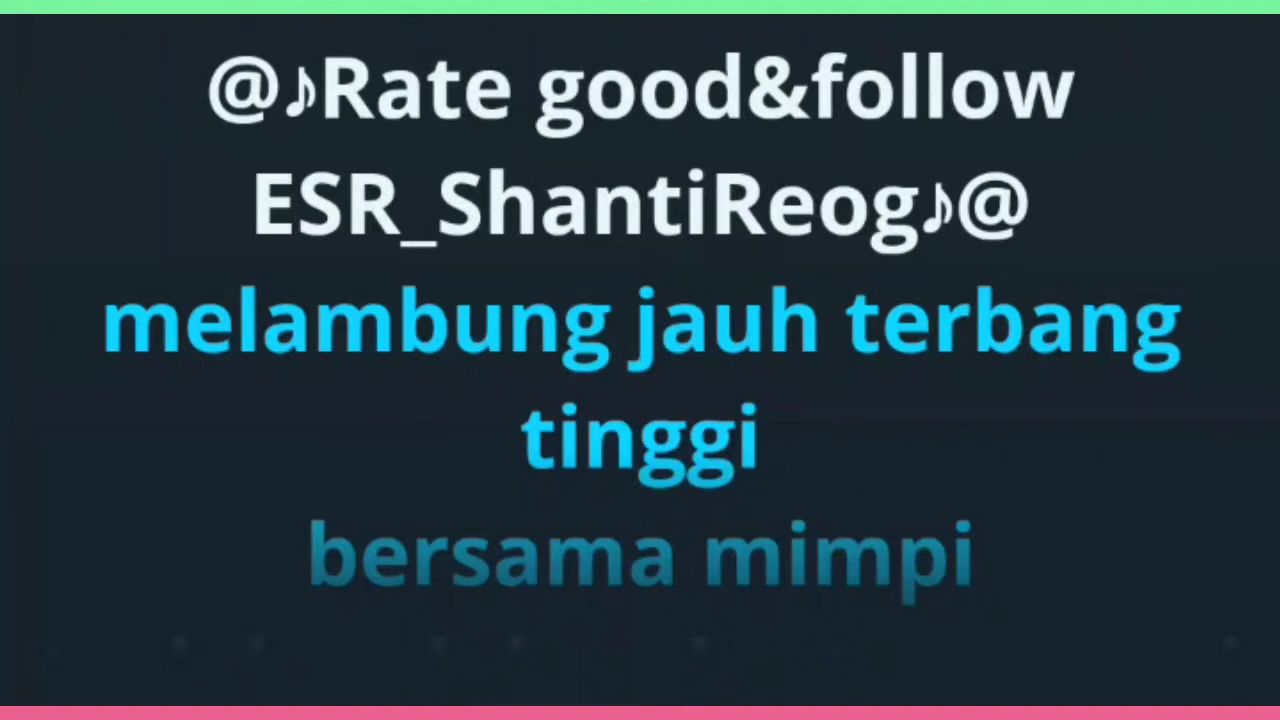 @♪Rate good&follow
ESR_ShantiReog♪@
melambung jauh terbang
tinggi
bersama mimpi